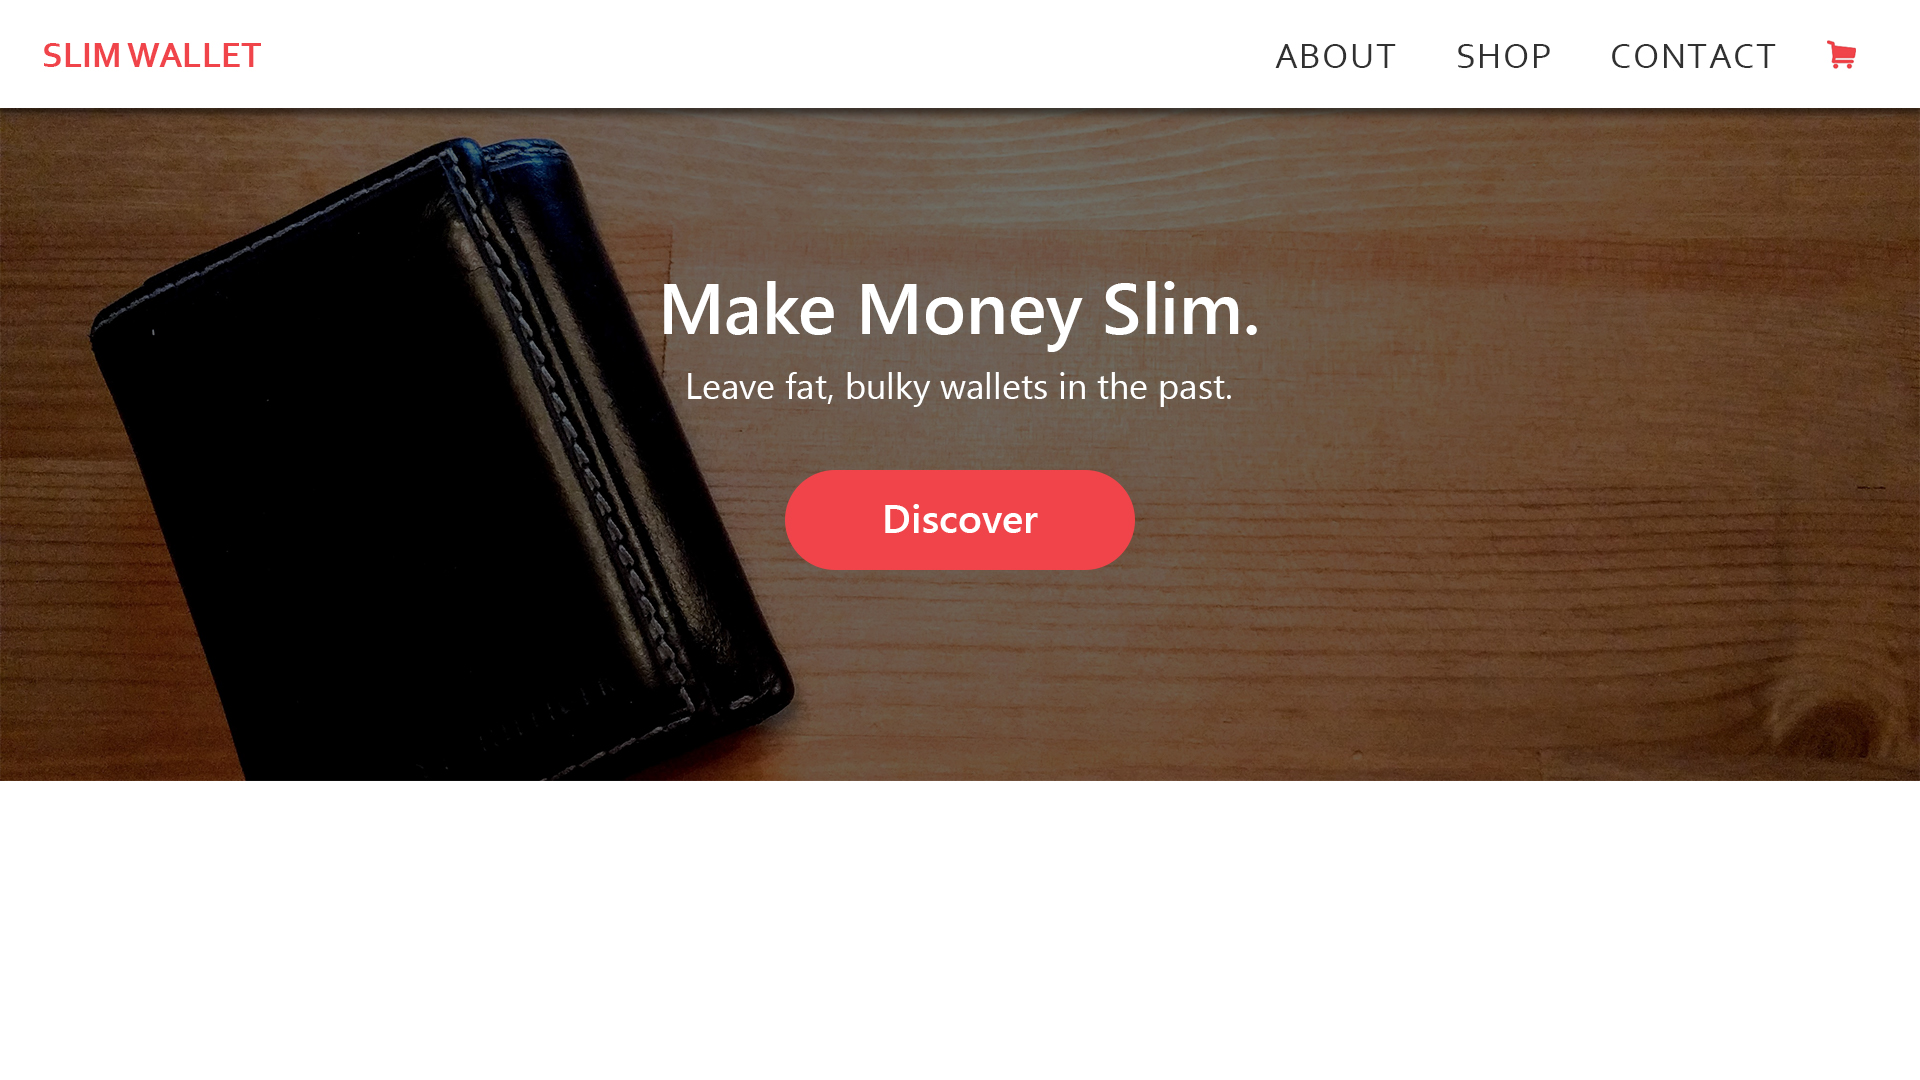 SLIM WALLET
ABOUT SHOP CONTACT
Make Money Slim.
Leave fat, bulky wallets in the past.
Discover